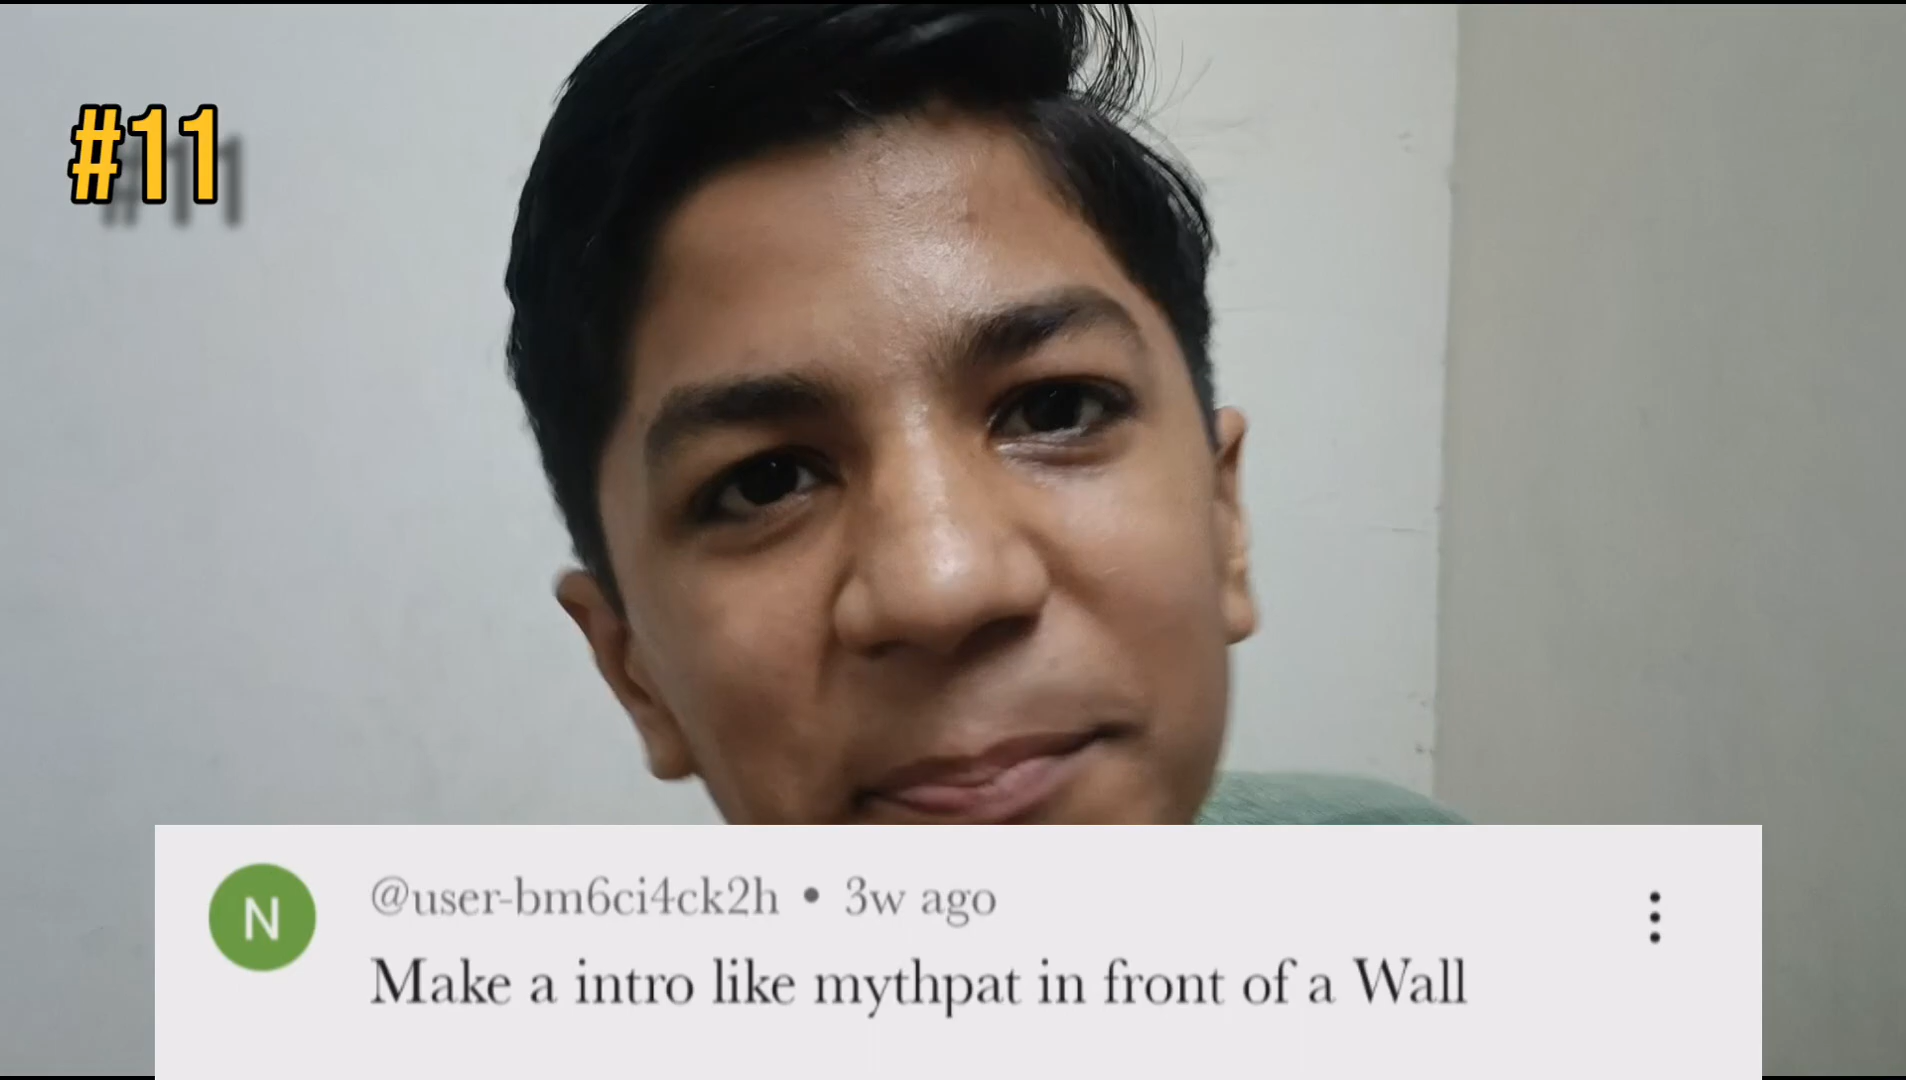 #11
N
@user-bm6ci4ck2h • 3w ago
Make a intro like mythpat in front of a Wall